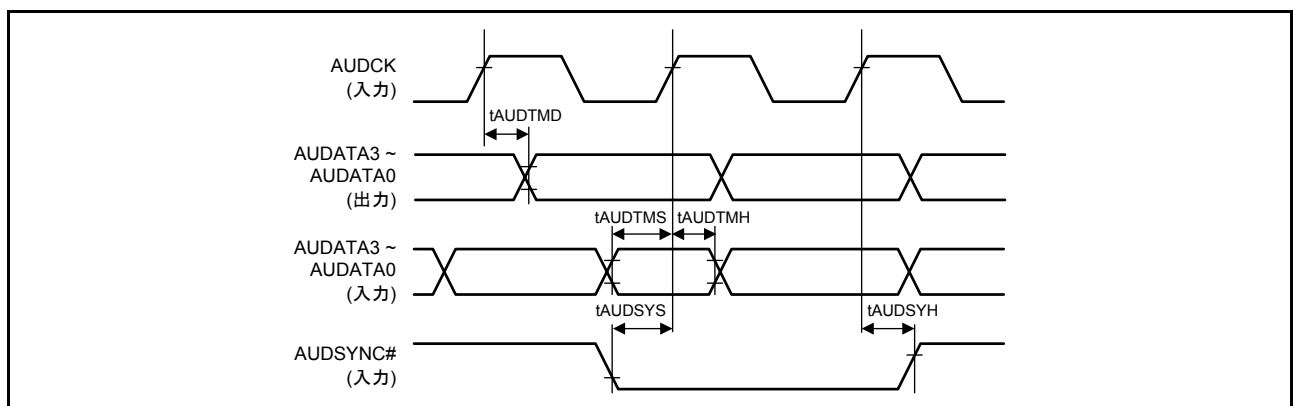 AUDCK
(入力)
tAUDTMD
AUDATA3 ~
AUDATA0
(出力)
tAUDTMS
tAUDTMH
AUDATA3 ~
AUDATA0
(入力)
tAUDSYS
tAUDSYH
AUDSYNC#
(入力)